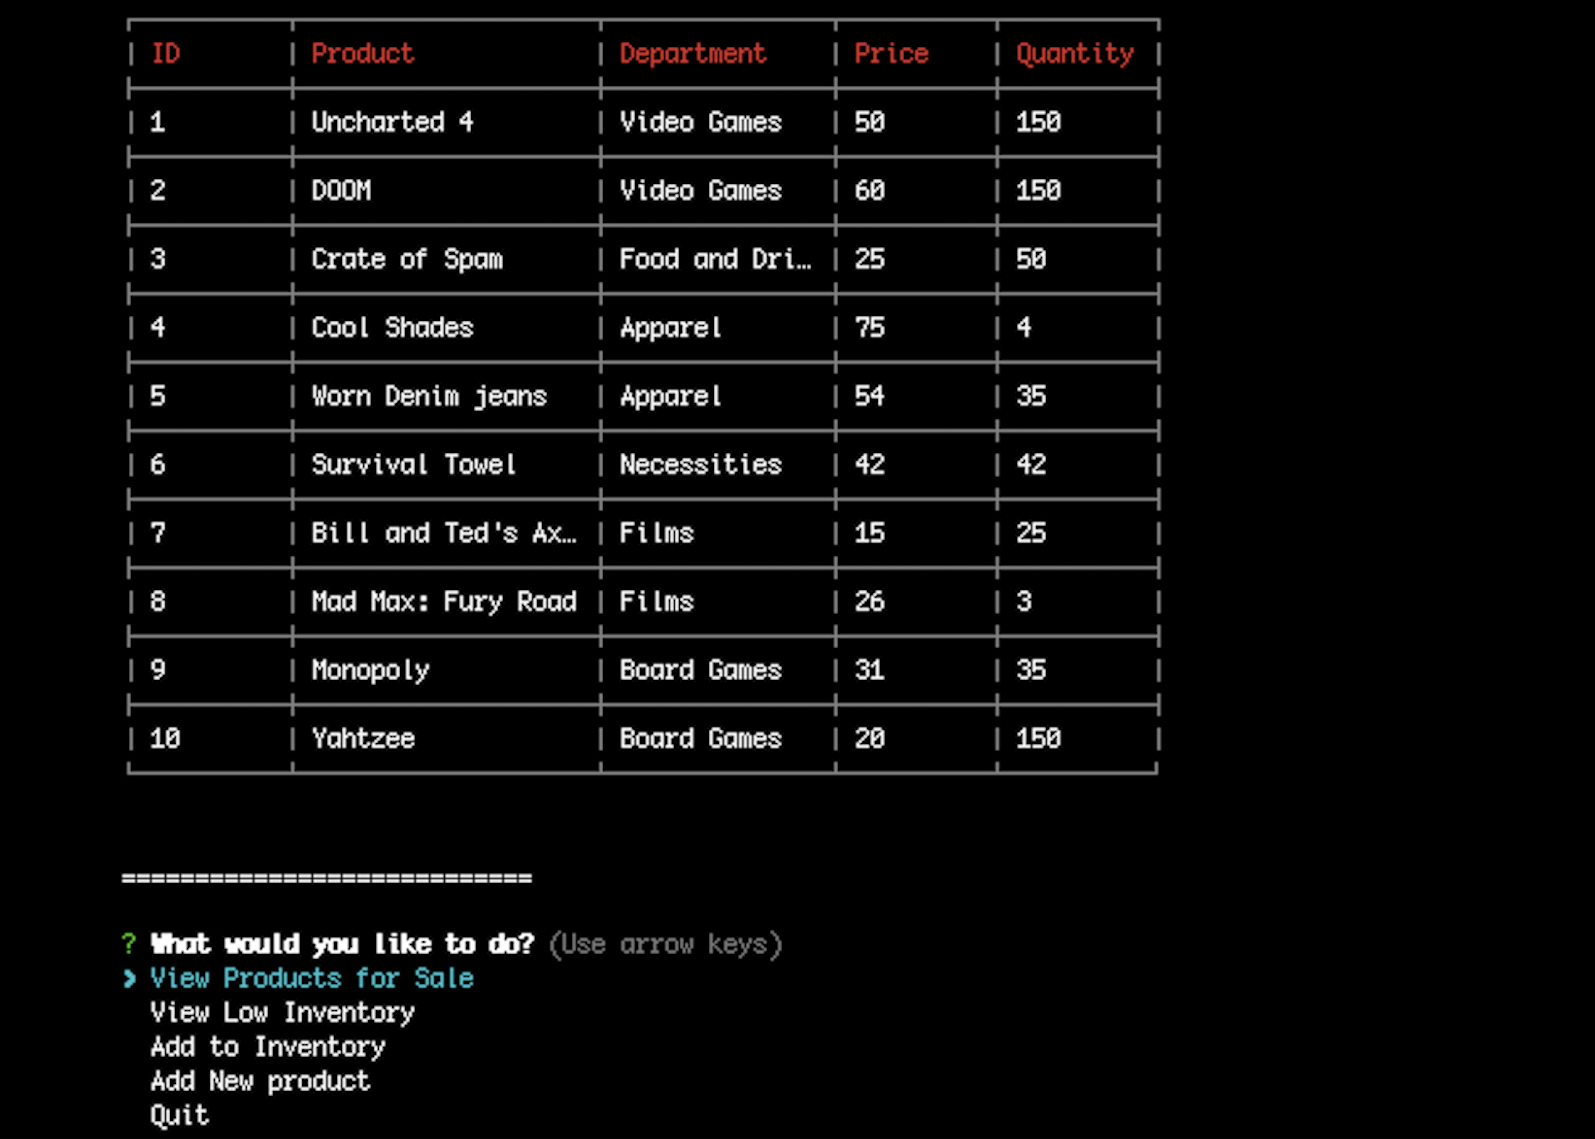 ID Product Department Price Quantity
1 Uncharted 4 Video Games 50 150
2 DOOM Video Games 60 150
3 Crate of Spam Food and Dri… 25 50
4 Cool Shades Apparel 75 4
5 Worn Denim jeans Apparel 54 35
6 Survival Towel Necessities 42 42
7 Bill and Ted's Ax… Films 15 25
8 Mad Max: Fury Road Films 26 3
9 Monopoly Board Games 31 35
10 Yahtzee Board Games 20 150
============================
? What would you like to do? (Use arrow keys)
❯ View Products for Sale
View Low Inventory
Add to Inventory
Add New product
Quit